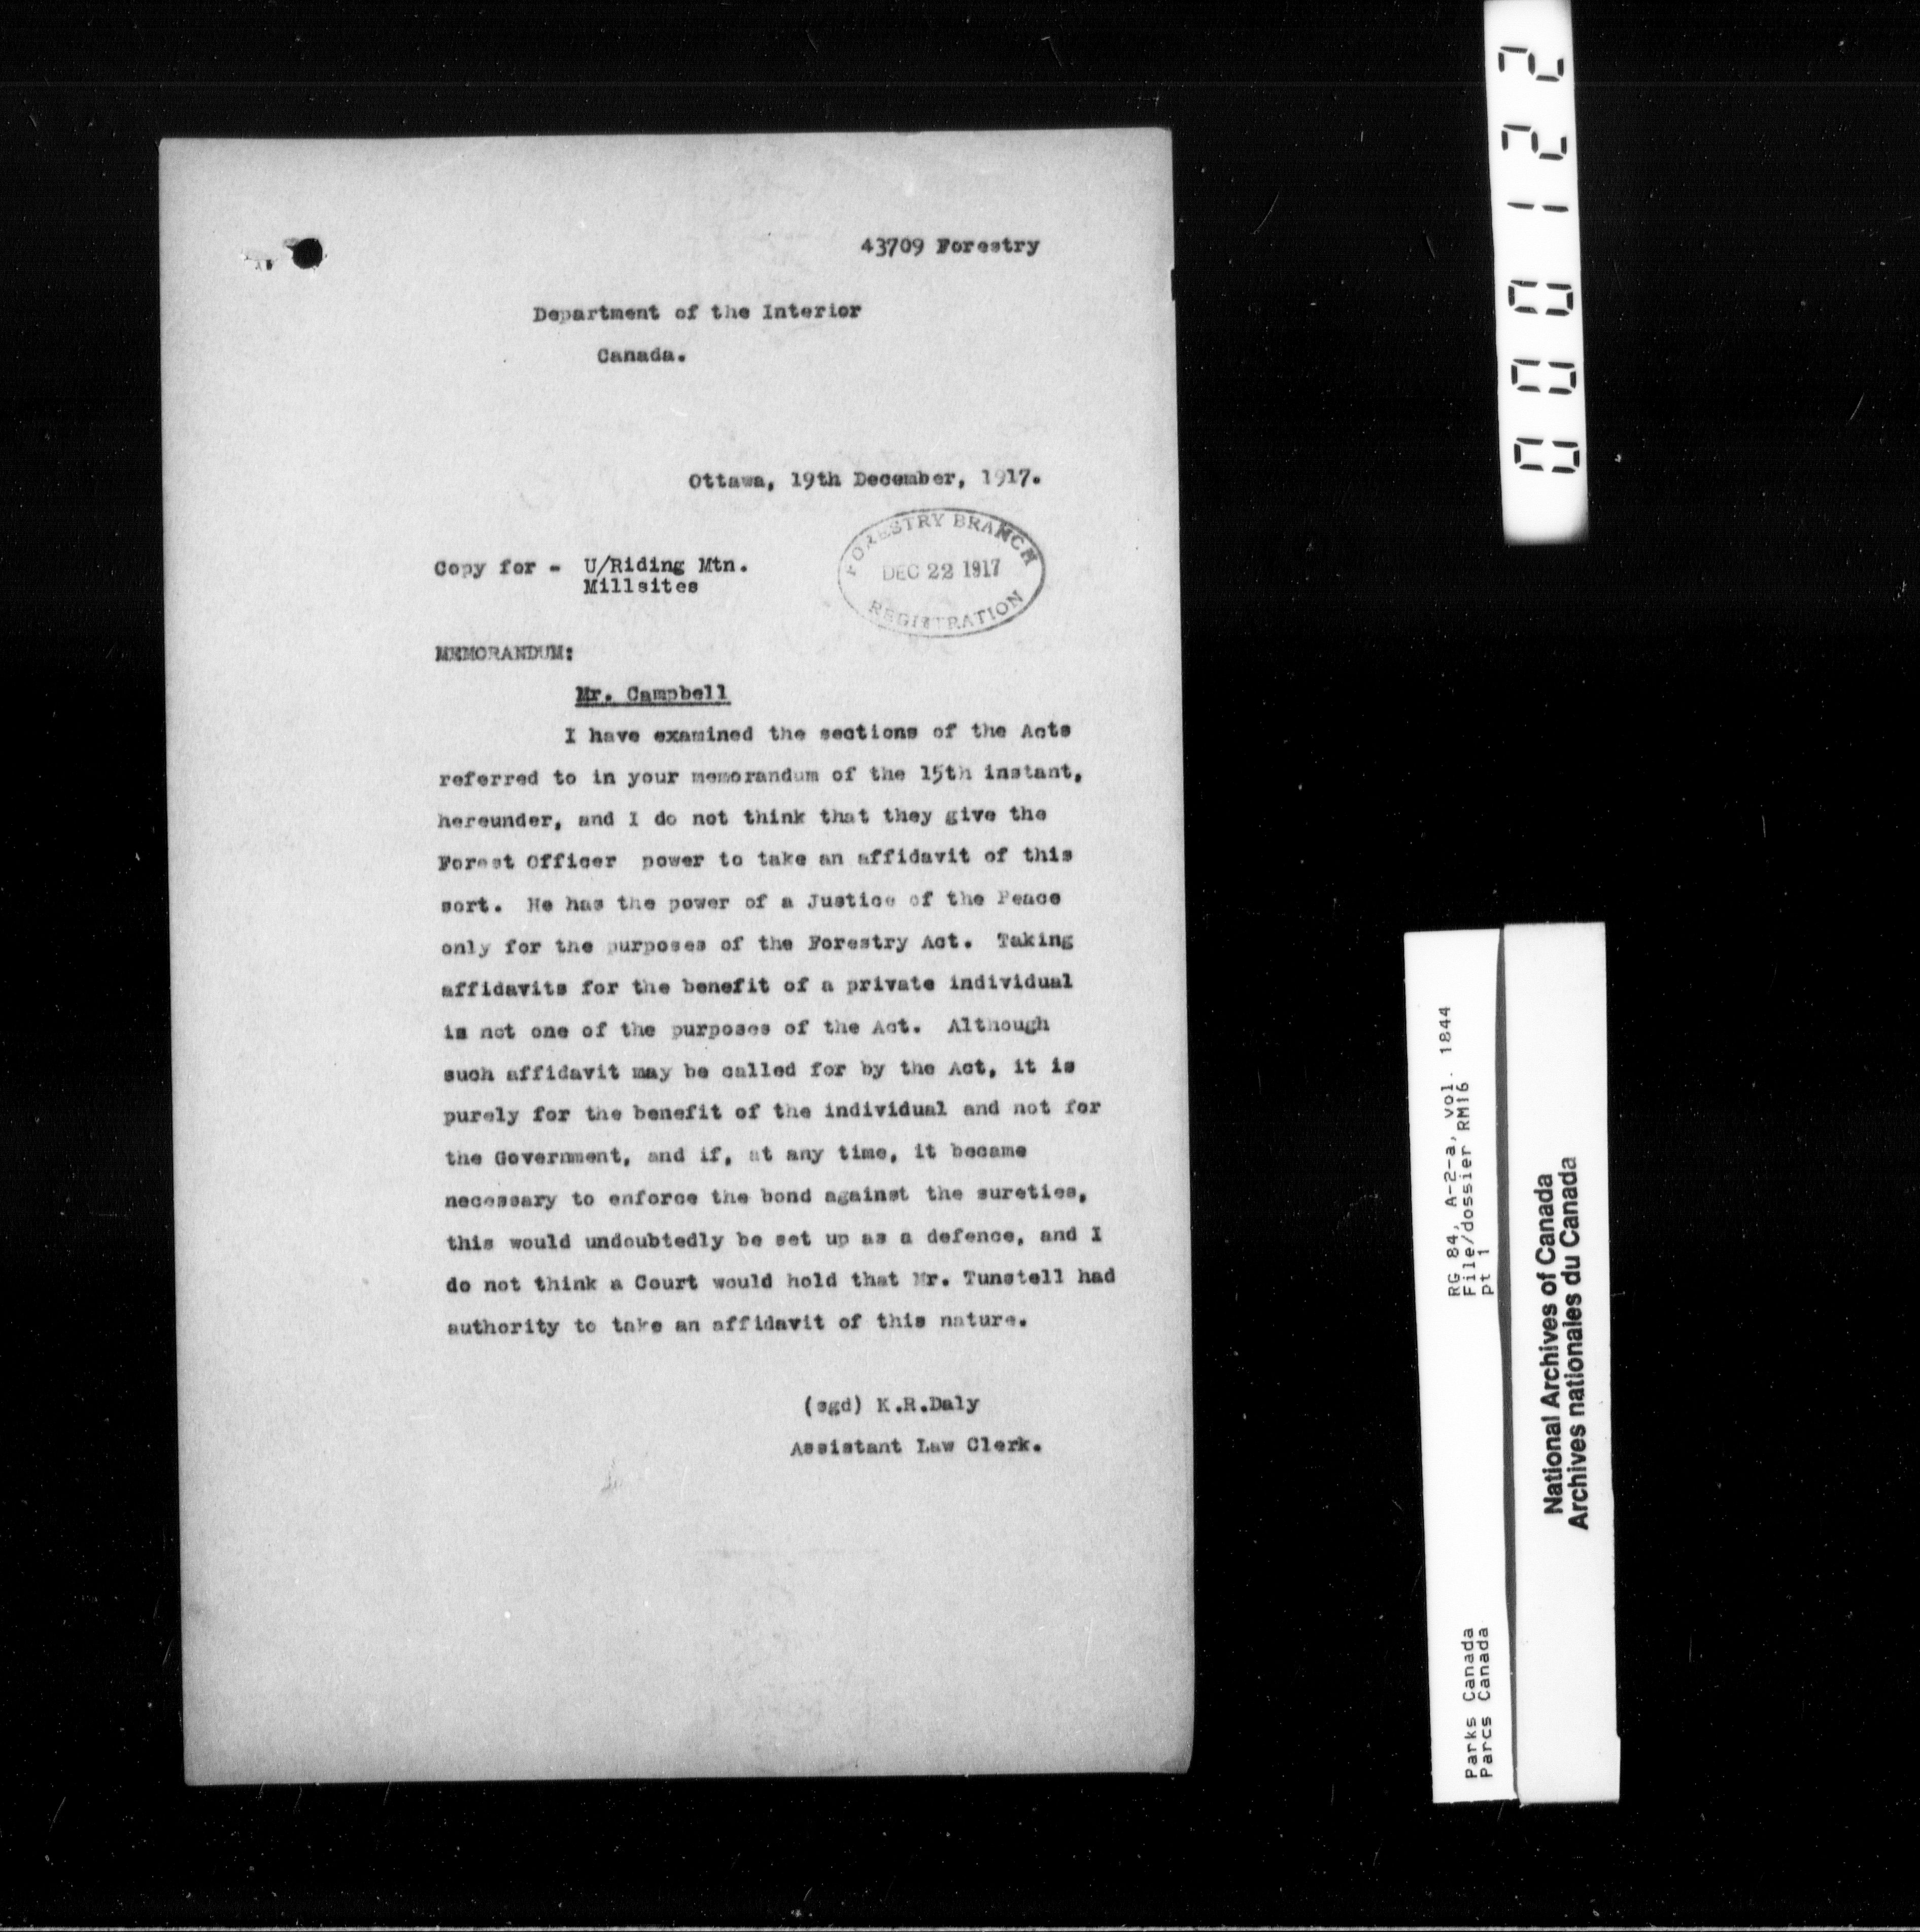 43709 Forestry
Department of the Interior
Canada.
Ottawa, 19th December, 1917.
FORESTRY BRANCH
DEC 22 1917
REGISTRATION
Copy for - U/Riding Mtn.
Millsites
MEMORANDUM:
Mr. Campbell
I have examined the sections of the Acts
referred to in your memorandum of the 15th instant,
hereunder, and I do not think that they give the
Forest Officer power to take an affidavit of this
sort. He has the power of a Justice of the Peace
only for the purposes of the Forestry Act. Taking
affidavits for the benefit of a private individual
is not one of the purposes of the Act. Although
such affidavit may be called for by the Act, it is
purely for the benefit of the individual and not for
the Government, and if, at any time, it became
necessary to enforce the bond against the sureties,
this would undoubtedly be set up as a defence, and I
do not think a Court would hold that Mr. Tunstell had
authority to take an affidavit of this nature.
(sgd) K.R.Daly
Assistant Law Clerk.
000122
RG 84, A-2-a, vol. 1844
File/dossier RM16
pt 1
Parks Canada
Parcs Canada
National Archives of Canada
Archives nationales du Canada